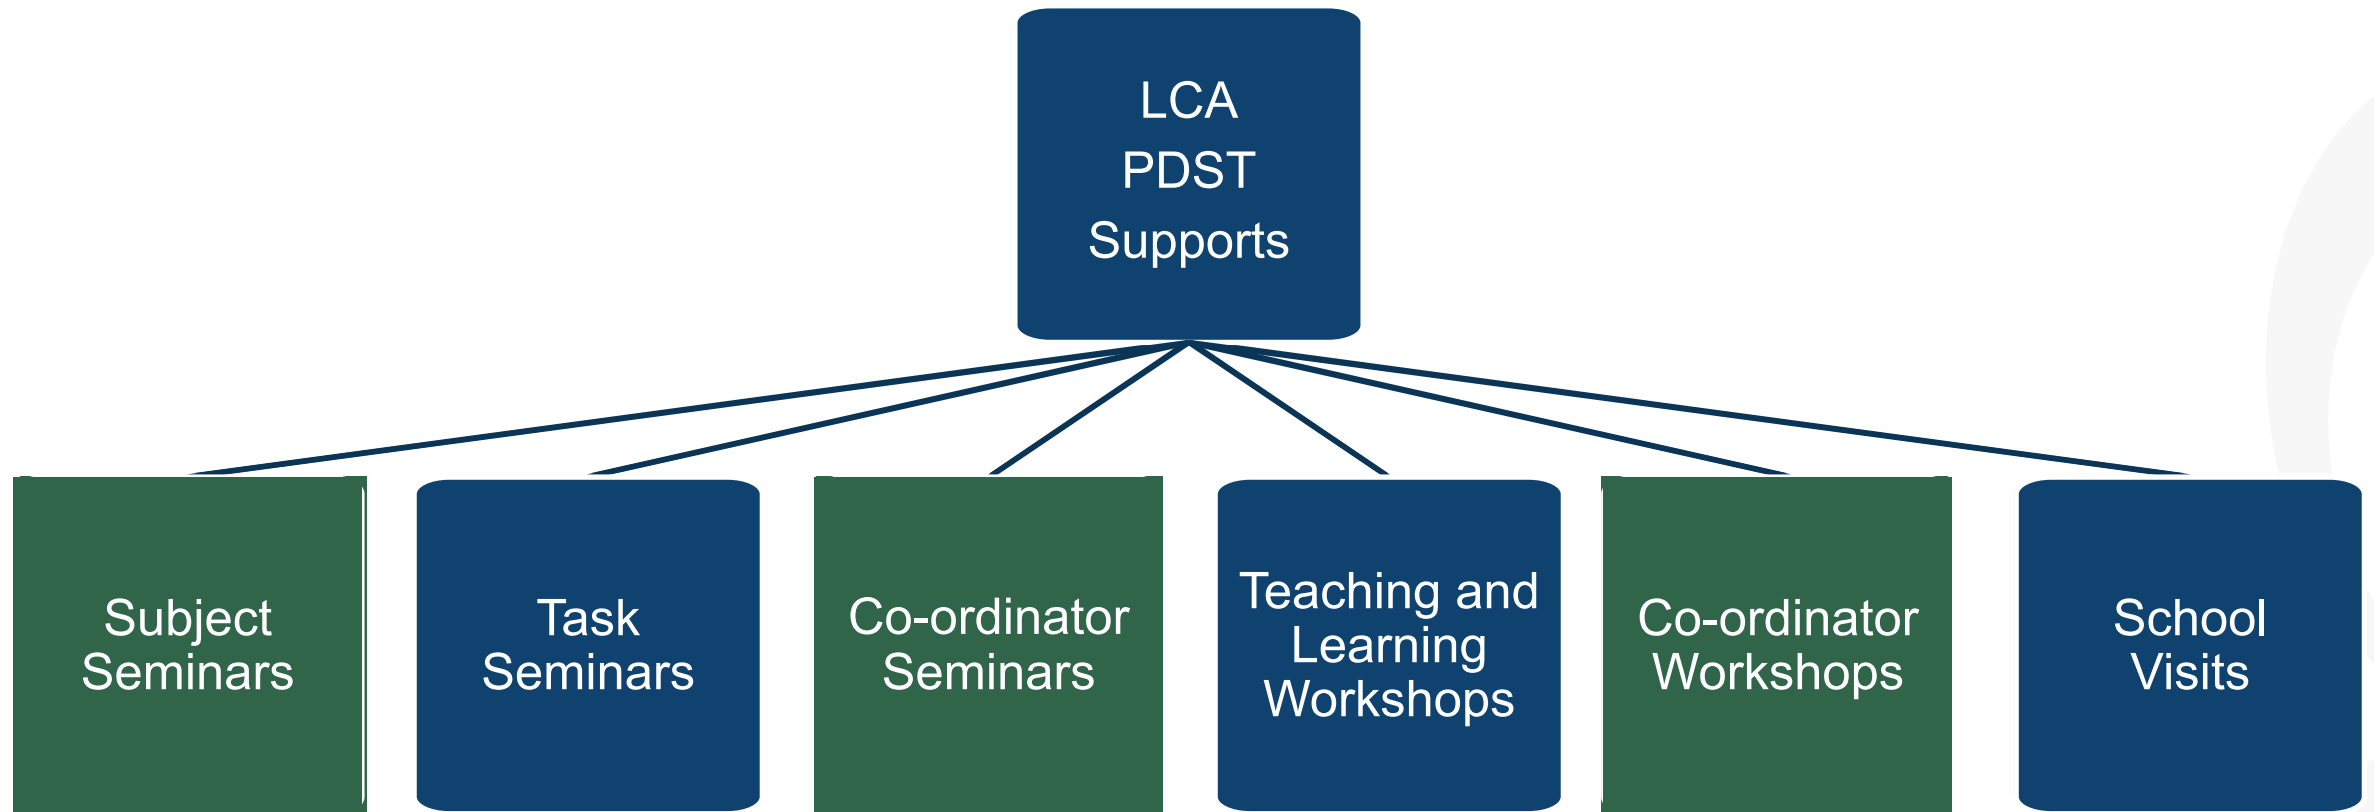 LCA
PDST
Supports
Subject
Seminars
Task
Seminars
Co-ordinator
Seminars
Teaching and
Learning
Workshops
Co-ordinator
Workshops
School
Visits